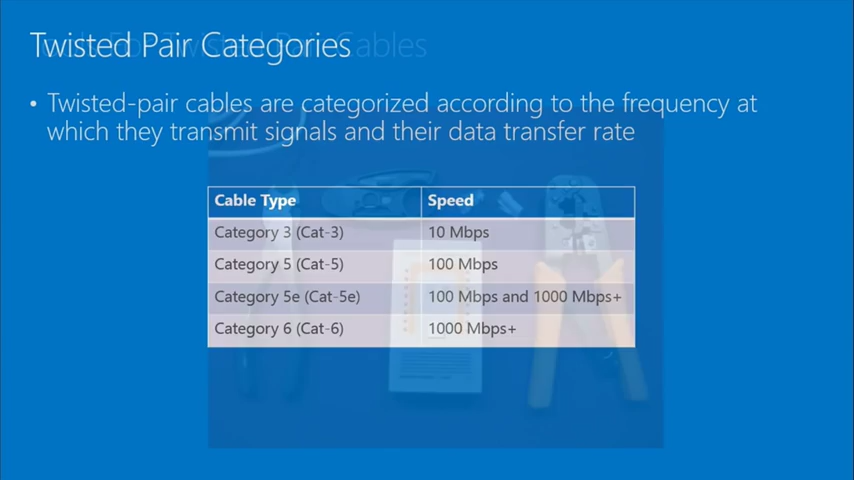 Twisted Pair Categories
• Twisted-pair cables are categorized according to the frequency at
which they transmit signals and their data transfer rate
Cable Type Speed
Category 3 (Cat-3) 10 Mbps
Category 5 (Cat-5) 100 Mbps
Category 5e (Cat-5e) 100 Mbps and 1000 Mbps+
Category 6 (Cat-6) 1000 Mbps+